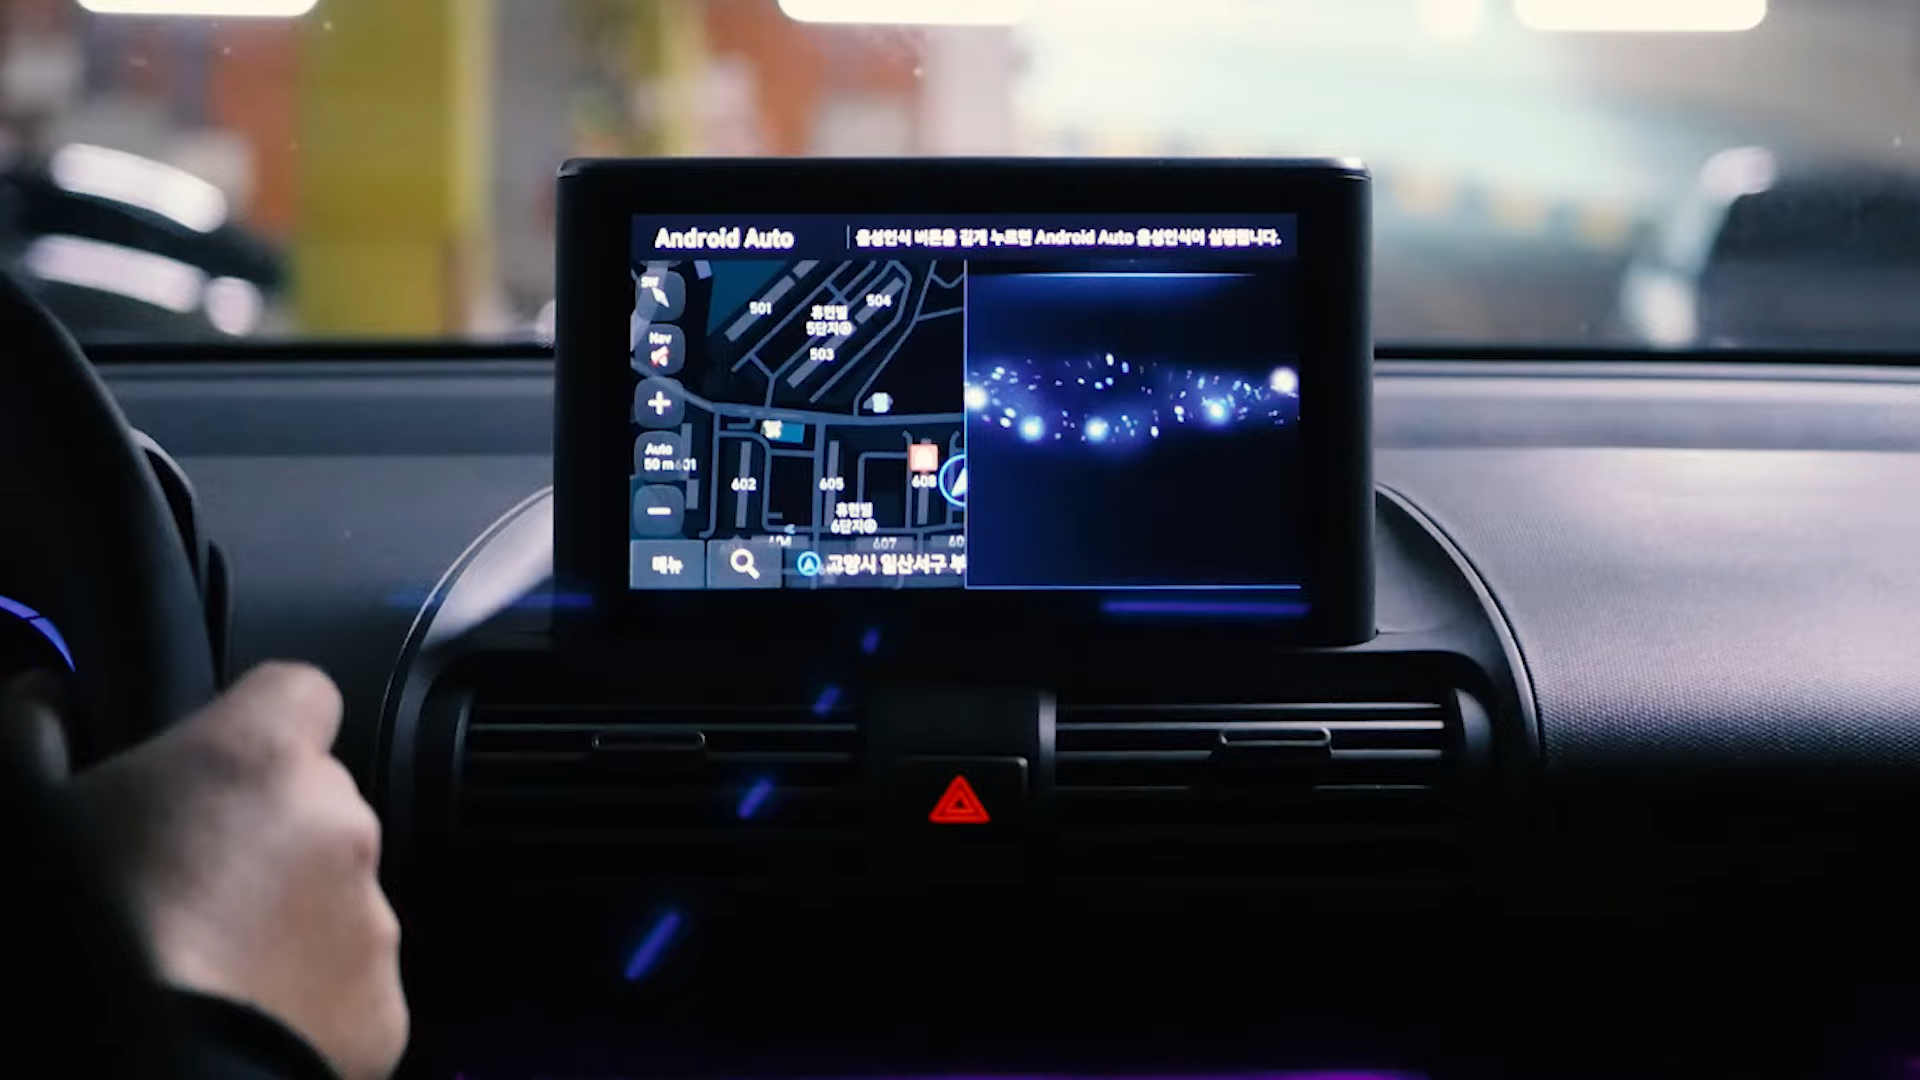 Android Auto
음성인식 버튼을 길게 누르면 Android Auto 음성인식이 실행됩니다.
SW
501
504
휴먼빌
5단지
503
Nav
Auto
50 m
601
602
605
608
휴먼빌
6단지
604
607
메뉴
고양시 일산서구